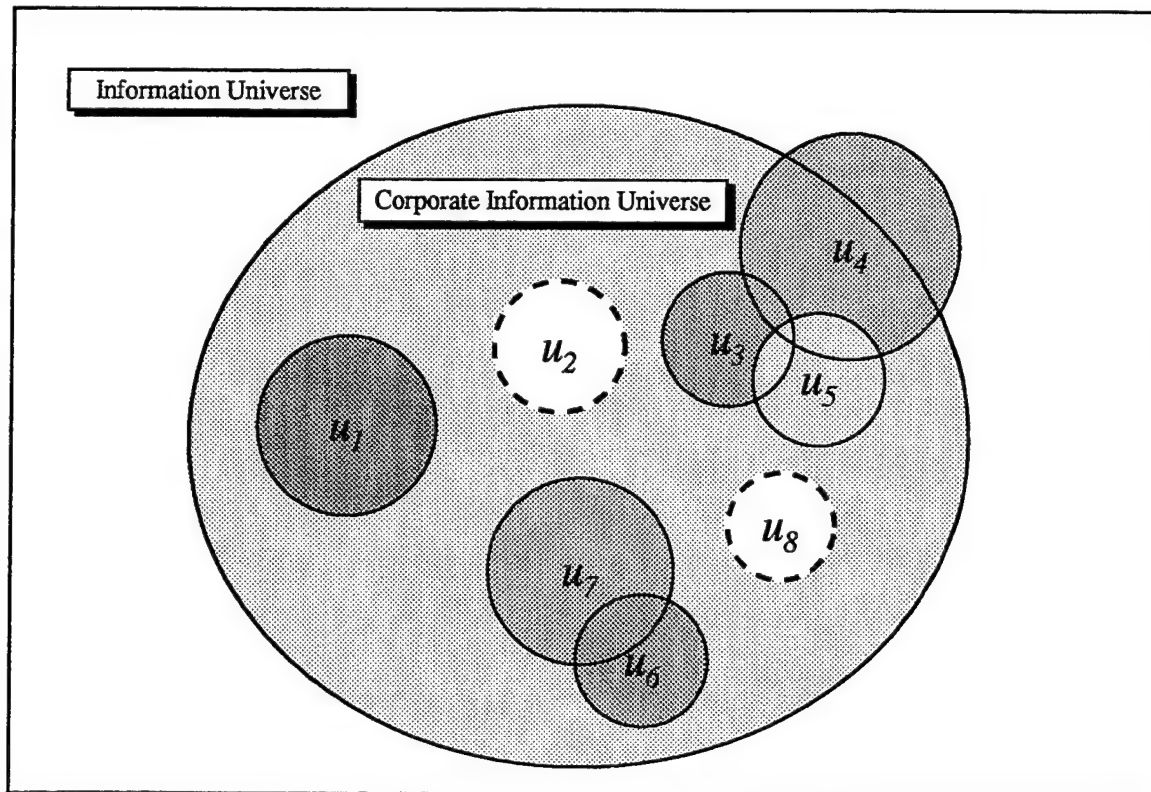 Information Universe
Corporate Information Universe
u4
u3
u2
u5
u1
u8
u7
u6